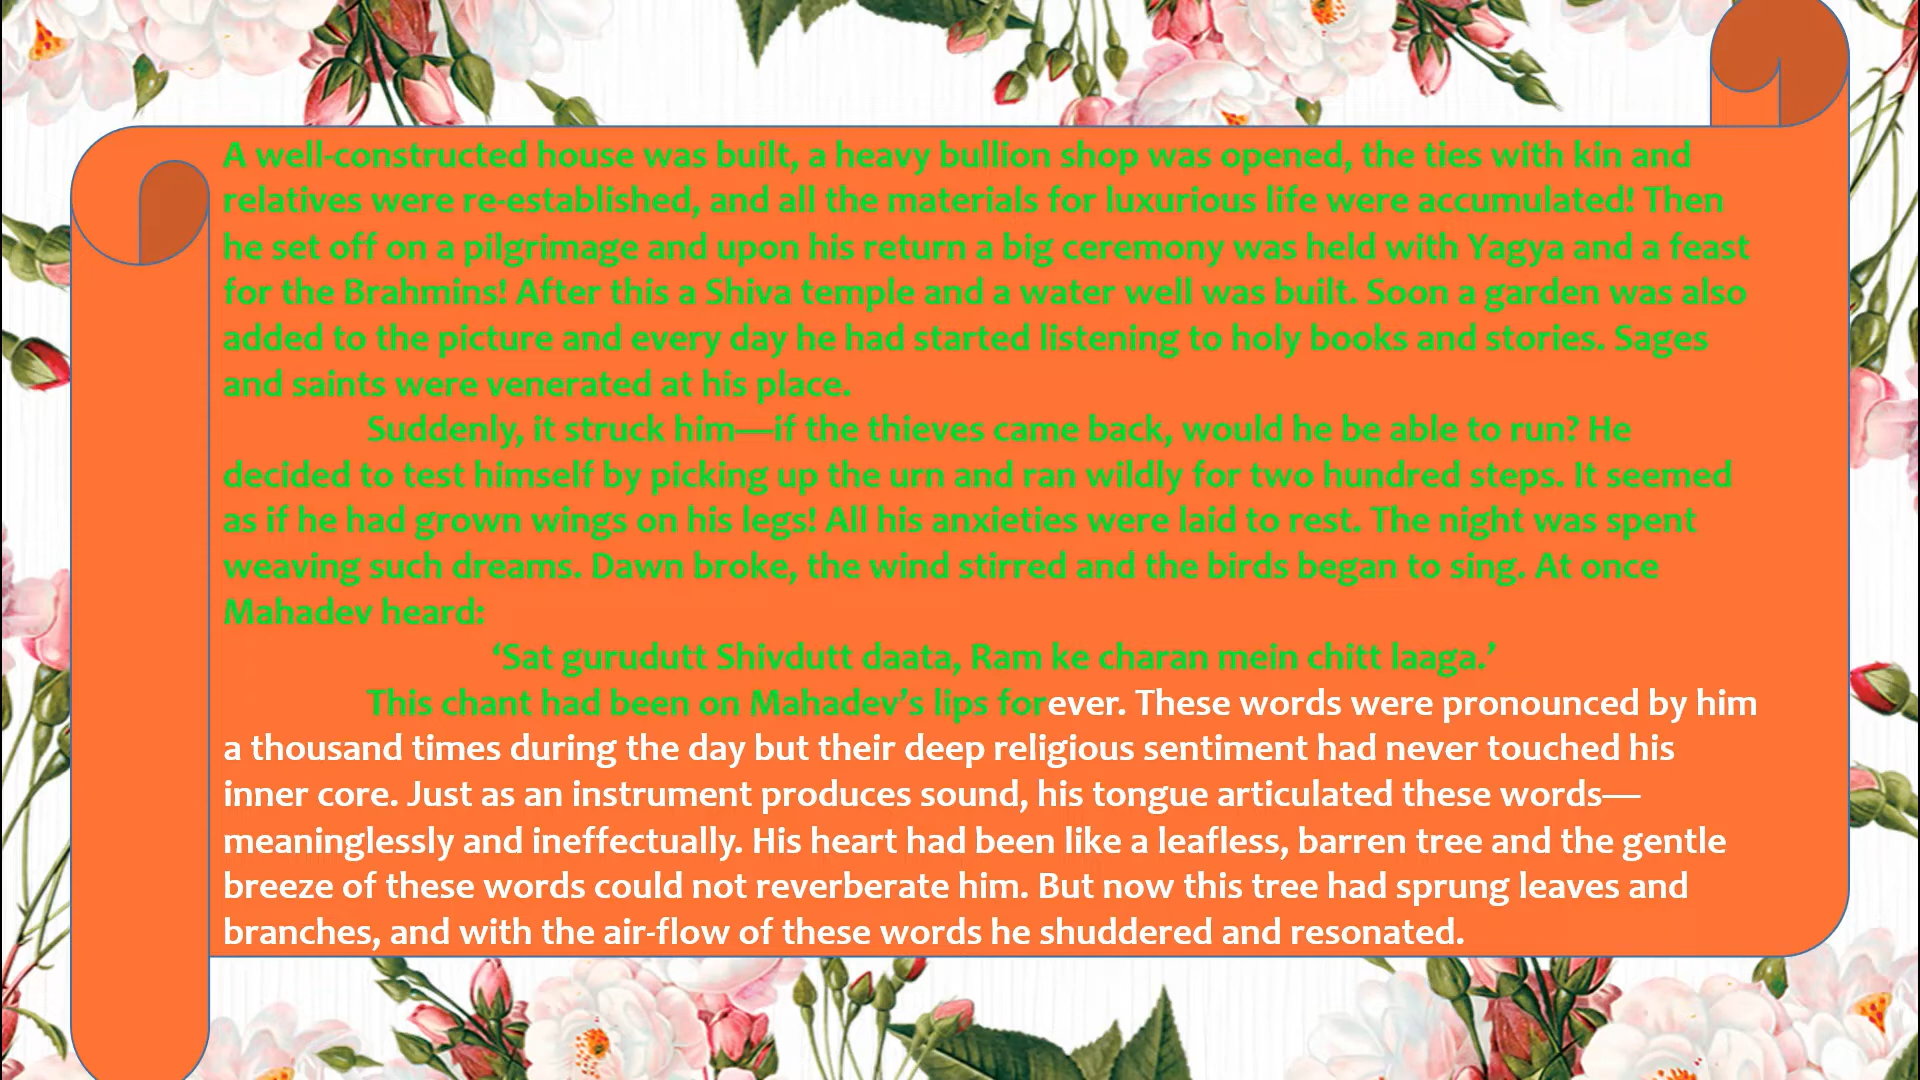 A well-constructed house was built, a heavy bullion shop was opened, the ties with kin and
relatives were re-established, and all the materials for luxurious life were accumulated! Then
he set off on a pilgrimage and upon his return a big ceremony was held with Yagya and a feast
for the Brahmins! After this a Shiva temple and a water well was built. Soon a garden was also
added to the picture and every day he had started listening to holy books and stories. Sages
and saints were venerated at his place.
Suddenly, it struck him—if the thieves came back, would he be able to run? He
decided to test himself by picking up the urn and ran wildly for two hundred steps. It seemed
as if he had grown wings on his legs! All his anxieties were laid to rest. The night was spent
weaving such dreams. Dawn broke, the wind stirred and the birds began to sing. At once
Mahadev heard:
‘Sat gurudutt Shivdutt daata, Ram ke charan mein chitt laaga.’
This chant had been on Mahadev’s lips forever. These words were pronounced by him
a thousand times during the day but their deep religious sentiment had never touched his
inner core. Just as an instrument produces sound, his tongue articulated these words—
meaninglessly and ineffectually. His heart had been like a leafless, barren tree and the gentle
breeze of these words could not reverberate him. But now this tree had sprung leaves and
branches, and with the air-flow of these words he shuddered and resonated.